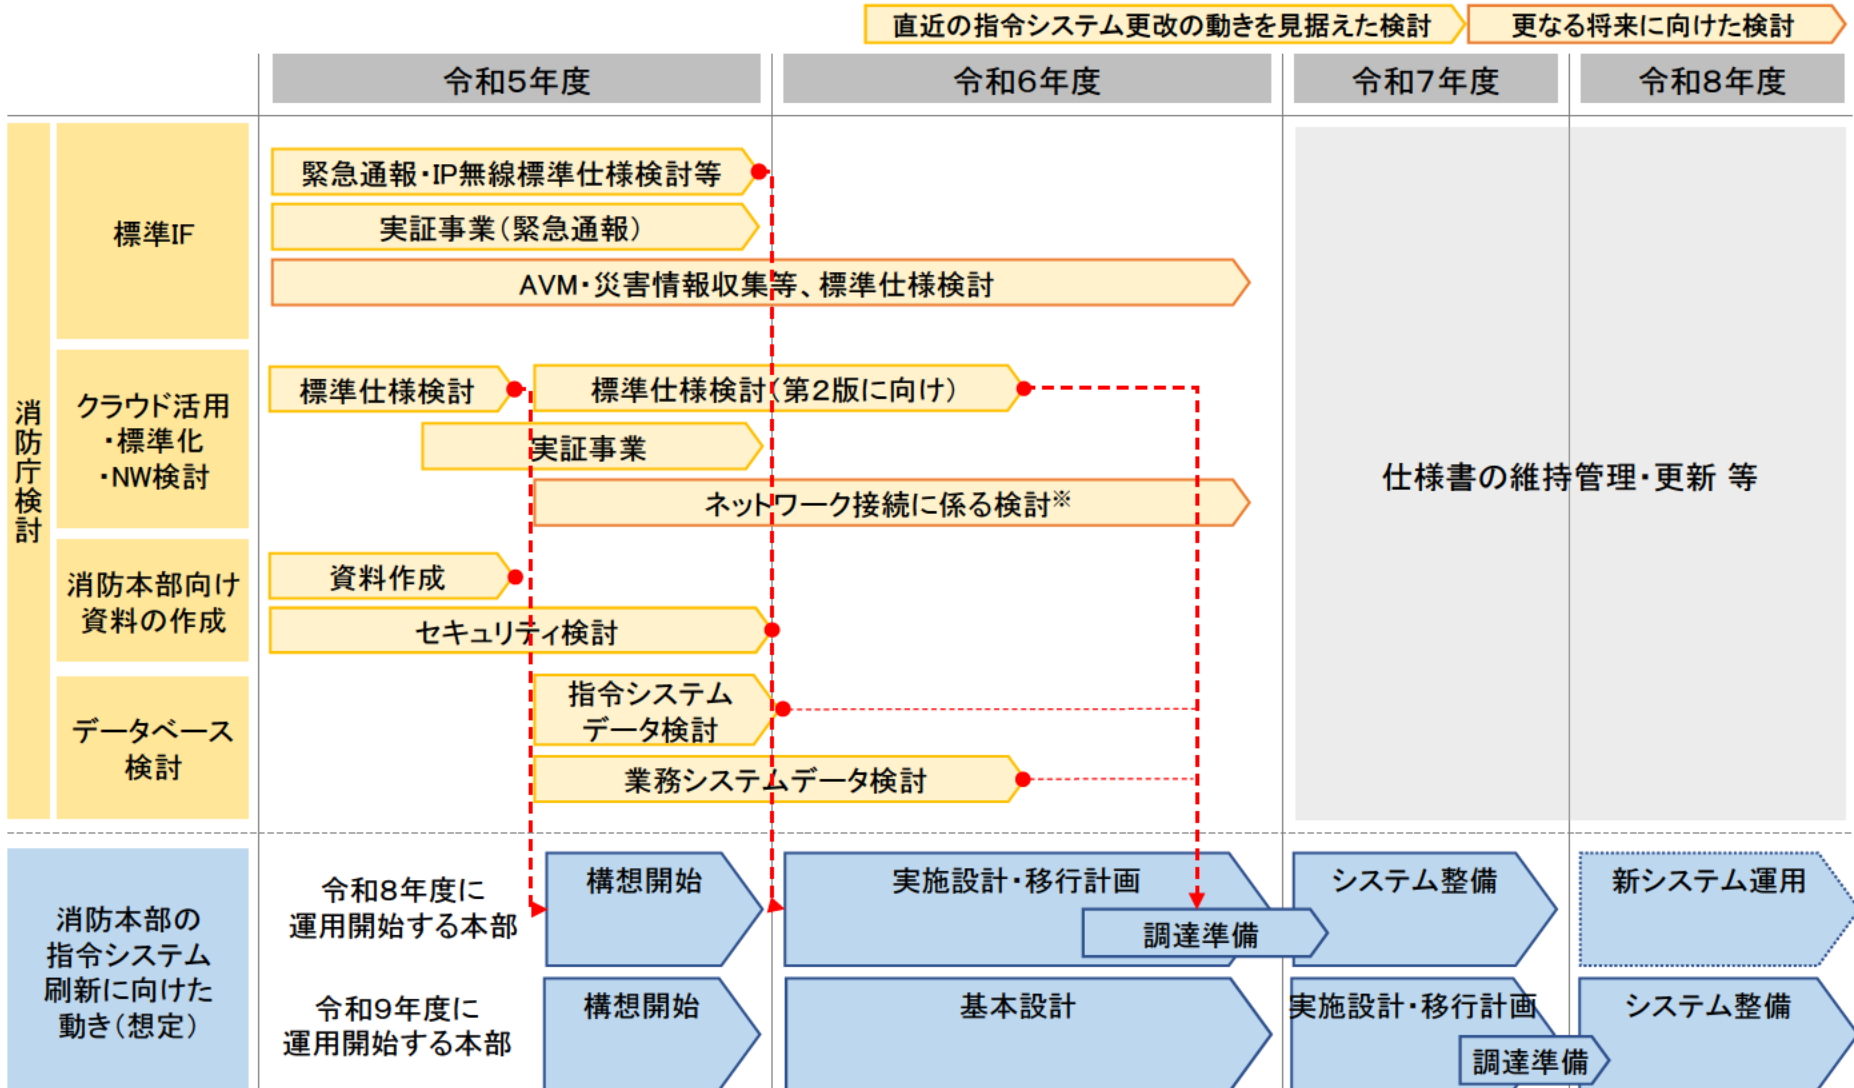 直近の指令システム更改の動きを見据えた検討
更なる将来に向けた検討
令和5年度
令和6年度
令和7年度
令和8年度
消防庁検討
標準IF
緊急通報・IP無線標準仕様検討等
実証事業(緊急通報)
AVM・災害情報収集等、標準仕様検討
クラウド活用
・標準化
・NW検討
標準仕様検討
標準仕様検討(第2版に向け)
実証事業
ネットワーク接続に係る検討※
仕様書の維持管理・更新 等
消防本部向け
資料の作成
資料作成
セキュリティ検討
データベース
検討
指令システム
データ検討
業務システムデータ検討
消防本部の
指令システム
刷新に向けた
動き(想定)
令和8年度に
運用開始する本部
構想開始
実施設計・移行計画
調達準備
システム整備
新システム運用
令和9年度に
運用開始する本部
構想開始
基本設計
実施設計・移行計画
調達準備
システム整備